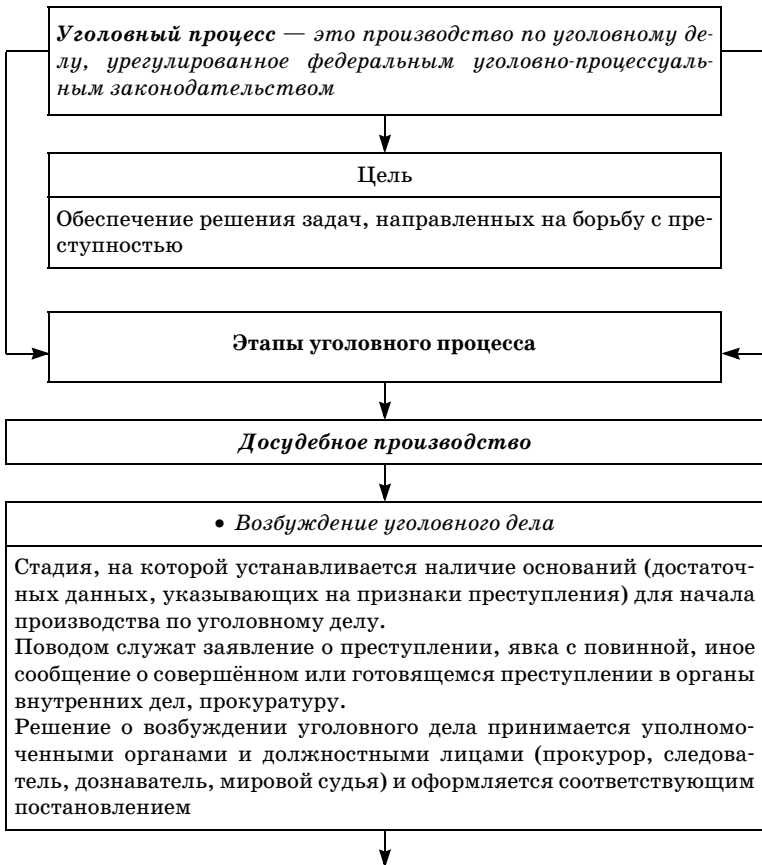 Уголовный процесс — это производство по уголовному де-
лу, урегулированное федеральным уголовно-процессуаль-
ным законодательством
Цель
Обеспечение решения задач, направленных на борьбу с пре-
ступностью
Этапы уголовного процесса
Досудебное производство
• Возбуждение уголовного дела
Стадия, на которой устанавливается наличие оснований (достаточ-
ных данных, указывающих на признаки преступления) для начала
производства по уголовному делу.
Поводом служат заявление о преступлении, явка с повинной, иное
сообщение о совершённом или готовящемся преступлении в органы
внутренних дел, прокуратуру.
Решение о возбуждении уголовного дела принимается уполномо-
ченными органами и должностными лицами (прокурор, следова-
тель, дознаватель, мировой судья) и оформляется соответствующим
постановлением